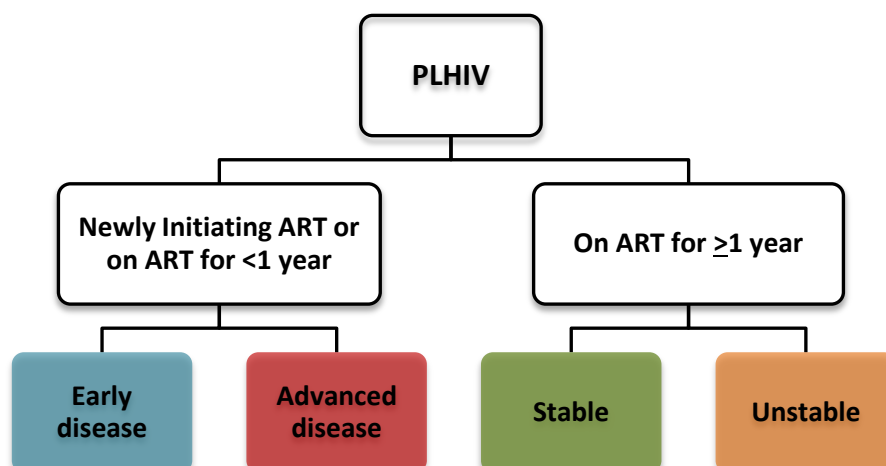 PLHIV
Newly Initiating ART or
on ART for <1 year
On ART for ≥1 year
Early
disease
Advanced
disease
Stable
Unstable